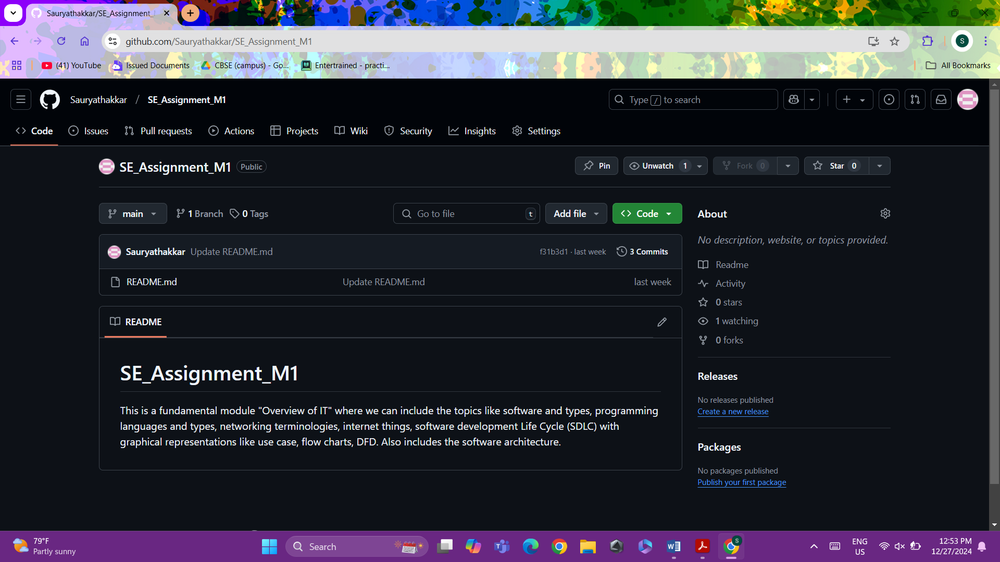 Sauryathakkar/SE_Assignment_
github.com/Sauryathakkar/SE_Assignment_M1
S
(41) YouTube
Issued Documents
CBSE (campus) - Go...
Entertrained - practi...
All Bookmarks
Sauryathakkar / SE_Assignment_M1
Type / to search
Code
Issues
Pull requests
Actions
Projects
Wiki
Security
Insights
Settings
SE_Assignment_M1 Public
Pin
Unwatch 1
Fork 0
Star 0
main
1 Branch
0 Tags
Go to file t
Add file
Code
Sauryathakkar Update README.md f31b3d1 · last week 3 Commits
README.md Update README.md last week
README
SE_Assignment_M1
This is a fundamental module "Overview of IT" where we can include the topics like software and types, programming
languages and types, networking terminologies, internet things, software development Life Cycle (SDLC) with
graphical representations like use case, flow charts, DFD. Also includes the software architecture.
About
No description, website, or topics provided.
Readme
Activity
0 stars
1 watching
0 forks
Releases
No releases published
Create a new release
Packages
No packages published
Publish your first package
79°F
Partly sunny
Search
S
ENG
US
12:53 PM
12/27/2024